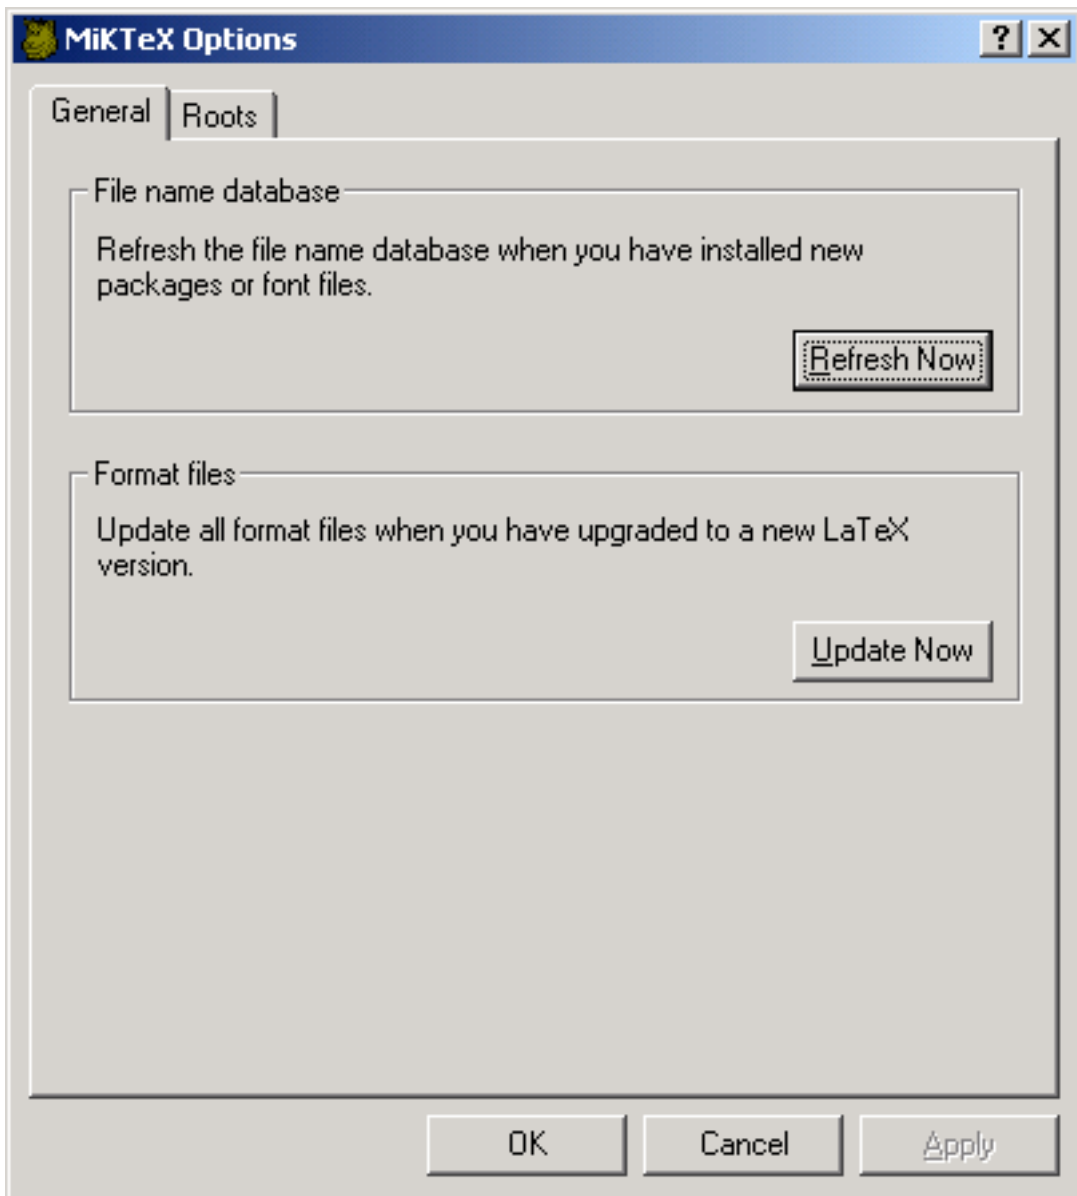 MiKTeX Options
General Roots
File name database
Refresh the file name database when you have installed new
packages or font files.
Refresh Now
Format files
Update all format files when you have upgraded to a new LaTeX
version.
Update Now
OK Cancel Apply